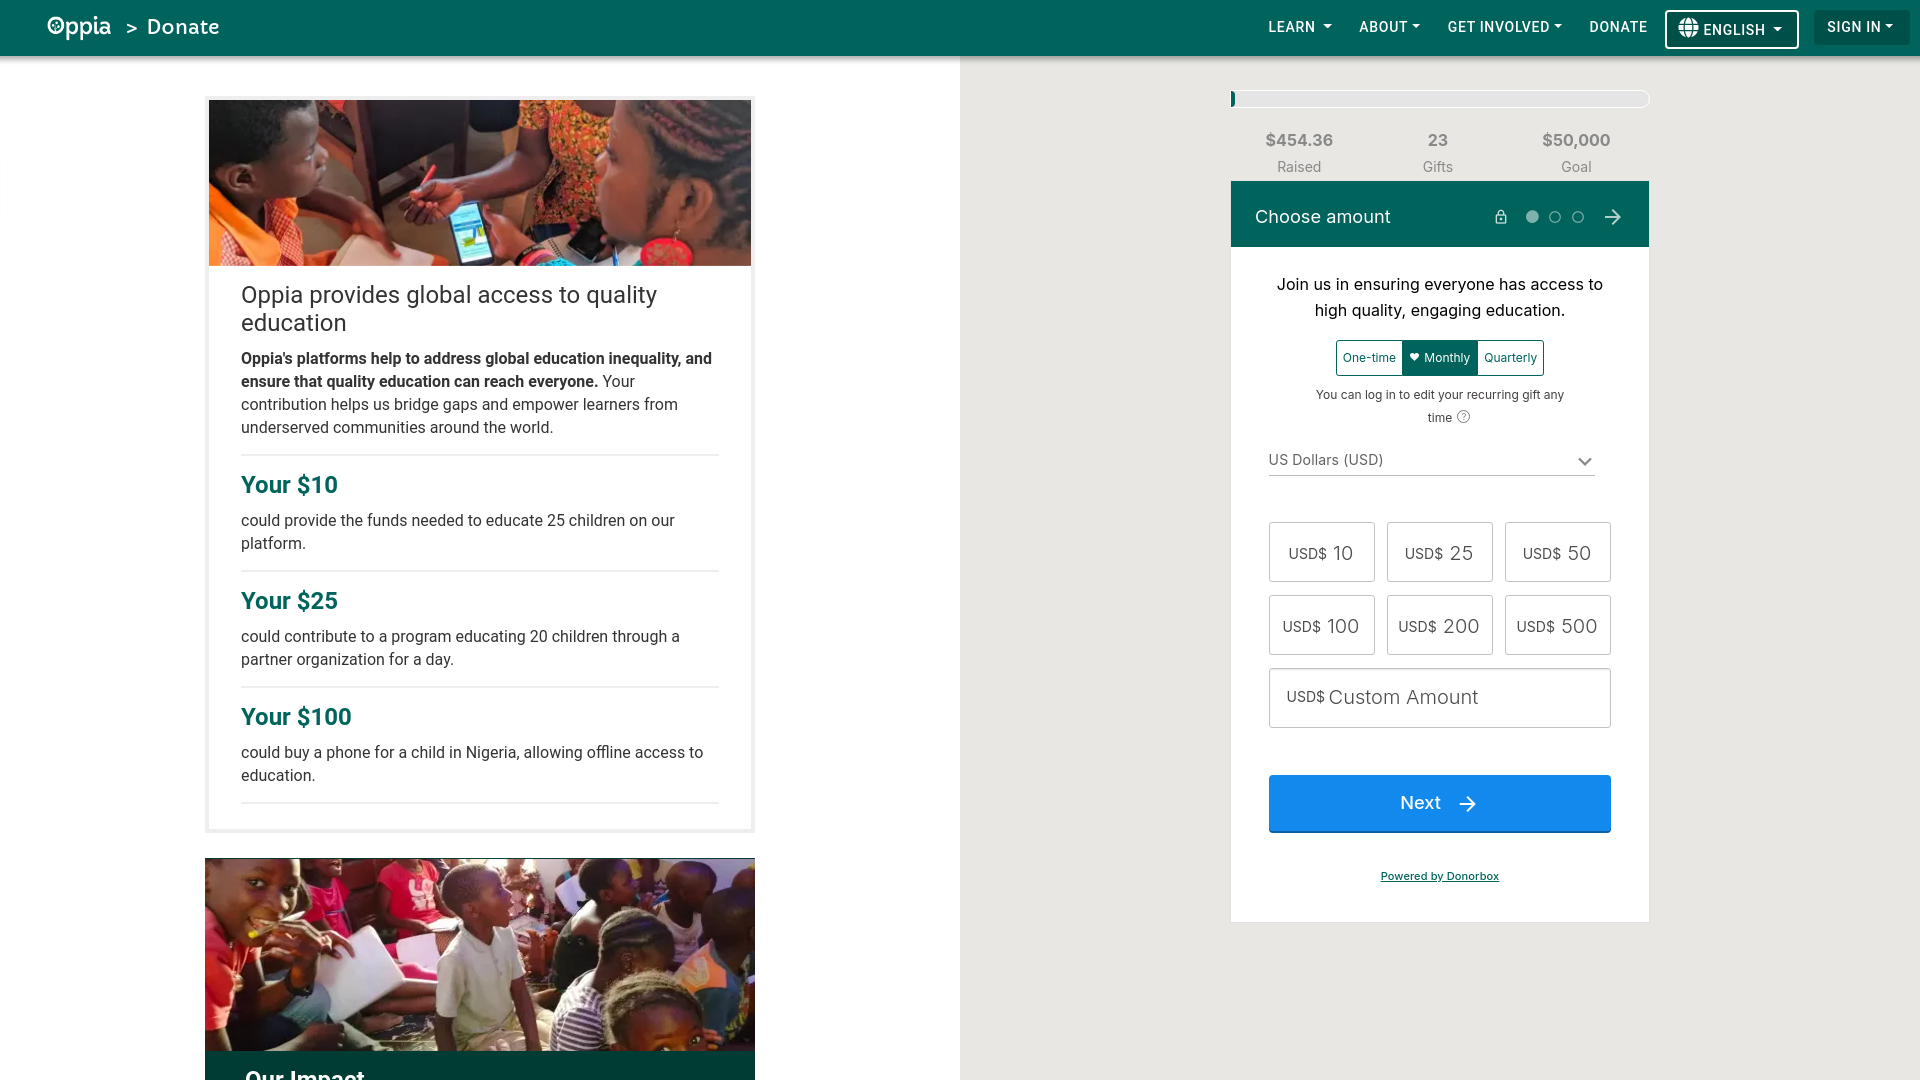 Oppia > Donate
LEARN
ABOUT
GET INVOLVED
DONATE
ENGLISH
SIGN IN
Oppia provides global access to quality
education
Oppia's platforms help to address global education inequality, and
ensure that quality education can reach everyone. Your
contribution helps us bridge gaps and empower learners from
underserved communities around the world.
Your $10
could provide the funds needed to educate 25 children on our
platform.
Your $25
could contribute to a program educating 20 children through a
partner organization for a day.
Your $100
could buy a phone for a child in Nigeria, allowing offline access to
education.
Our Impact
$454.36
Raised
23
Gifts
$50,000
Goal
Choose amount
Join us in ensuring everyone has access to
high quality, engaging education.
One-time
Monthly
Quarterly
You can log in to edit your recurring gift any
time ?
US Dollars (USD)
USD$ 10
USD$ 25
USD$ 50
USD$ 100
USD$ 200
USD$ 500
USD$ Custom Amount
Next
Powered by Donorbox